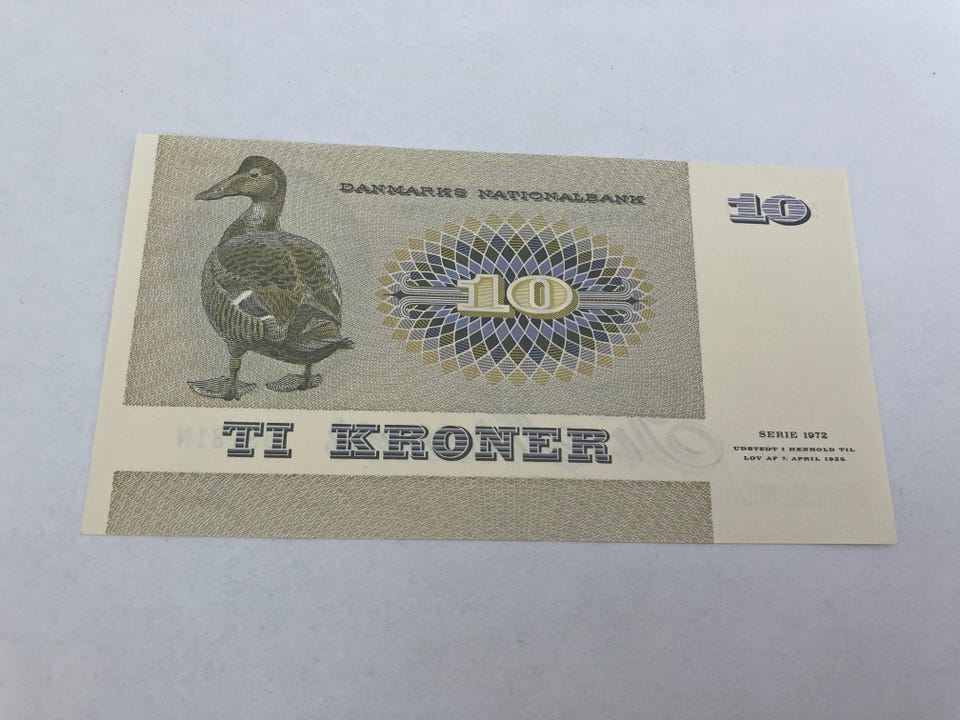 DANMARKS NATIONALBANK
10
10
TI KRONER
SERIE 1972
UDSTEDT I HENHOLD TIL
LOV AF 7. APRIL 1936.